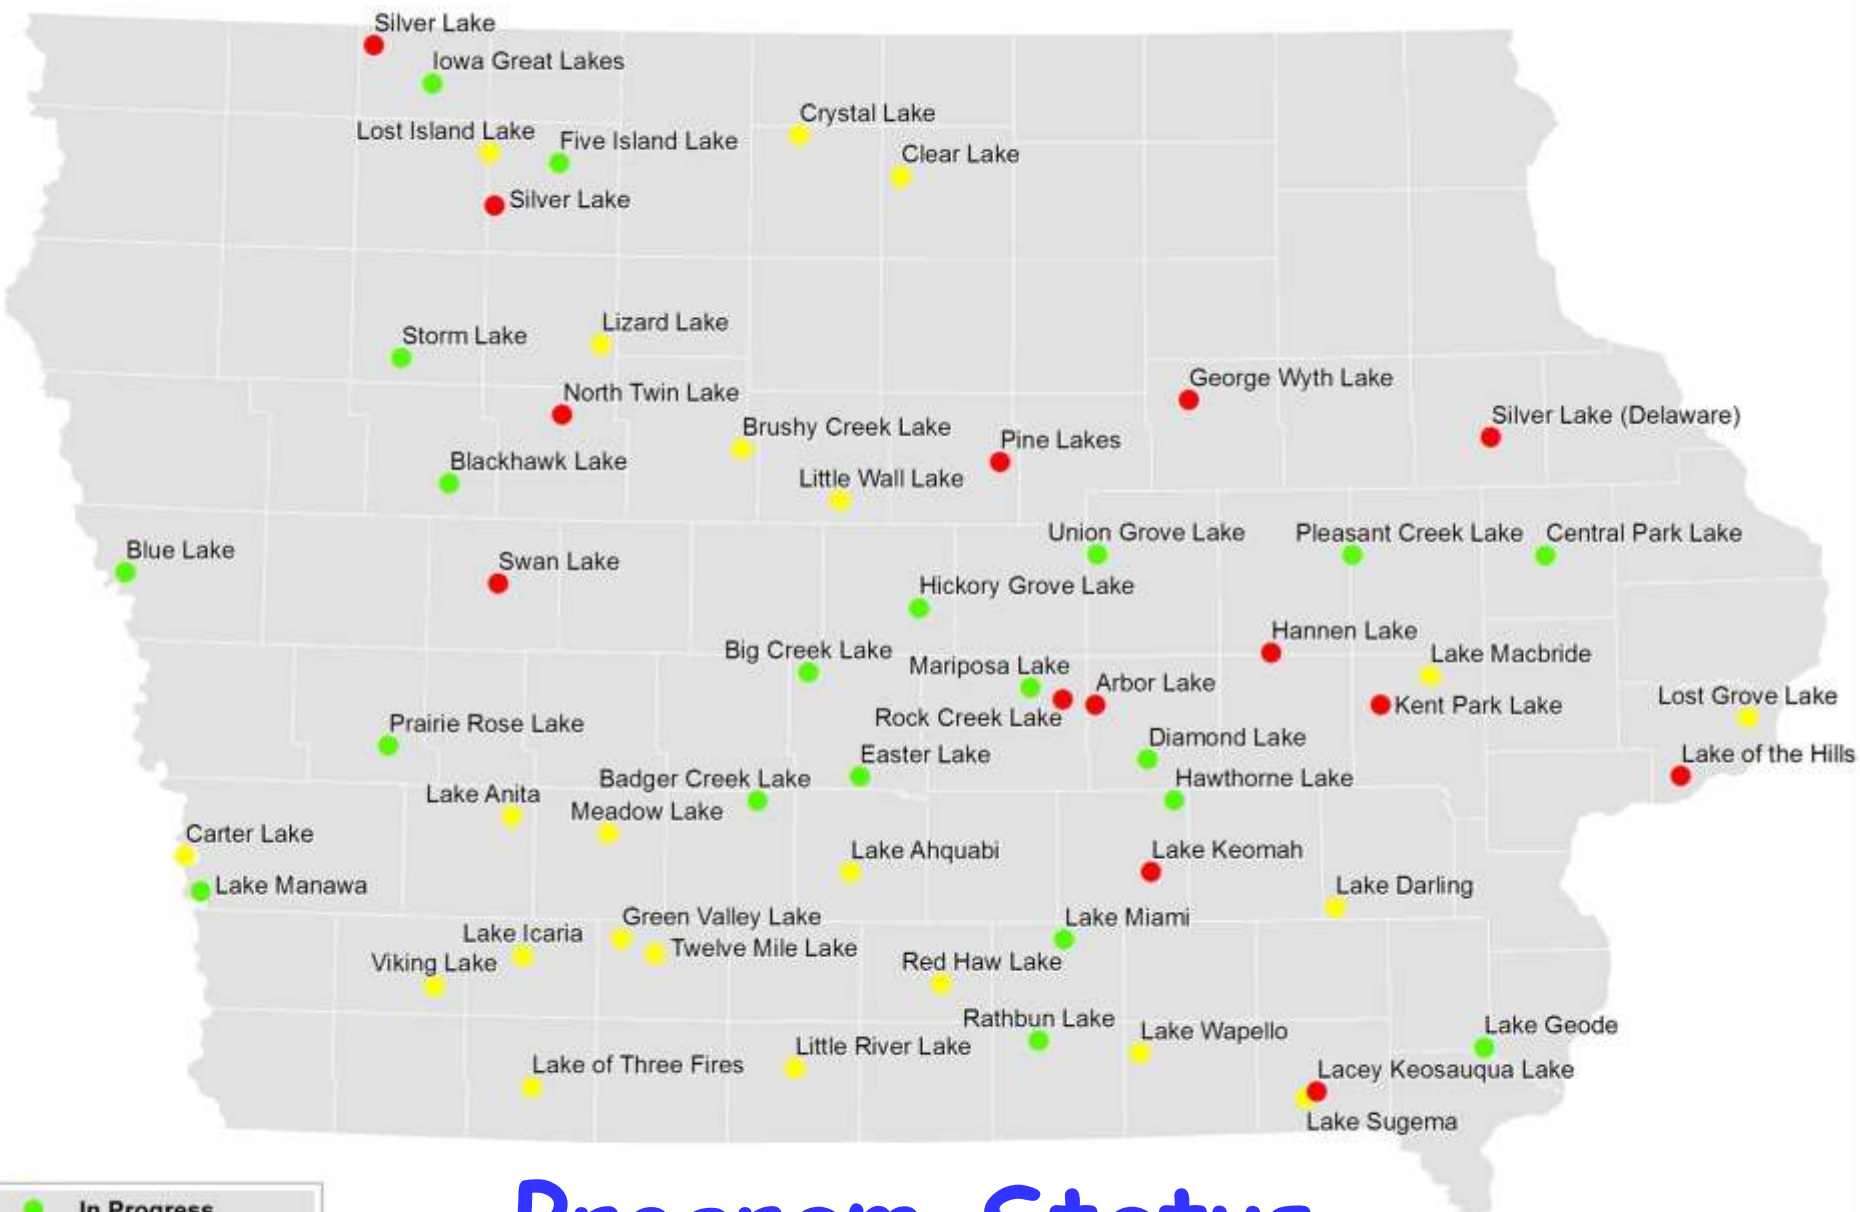 Silver Lake
Iowa Great Lakes
Crystal Lake
Lost Island Lake
Five Island Lake
Clear Lake
Silver Lake
Lizard Lake
Storm Lake
George Wyth Lake
North Twin Lake
Silver Lake (Delaware)
Brushy Creek Lake
Pine Lakes
Blackhawk Lake
Little Wall Lake
Union Grove Lake
Pleasant Creek Lake
Central Park Lake
Blue Lake
Swan Lake
Hickory Grove Lake
Hannen Lake
Big Creek Lake
Lake Macbride
Mariposa Lake
Arbor Lake
Lost Grove Lake
Kent Park Lake
Rock Creek Lake
Prairie Rose Lake
Diamond Lake
Easter Lake
Lake of the Hills
Badger Creek Lake
Hawthorne Lake
Lake Anita
Meadow Lake
Carter Lake
Lake Ahquabi
Lake Keomah
Lake Manawa
Lake Darling
Green Valley Lake
Lake Miami
Lake Icaria
Twelve Mile Lake
Viking Lake
Red Haw Lake
Rathbun Lake
Lake Geode
Lake Wapello
Little River Lake
Lake of Three Fires
Lacey Keosauqua Lake
Lake Sugema
In Progress
Program Status